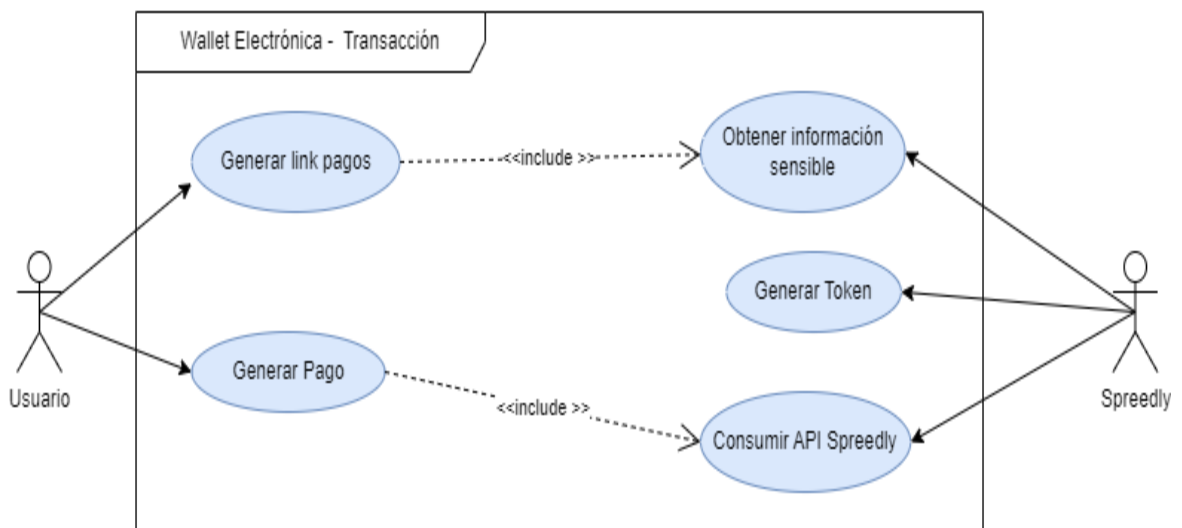 Wallet Electrónica - Transacción
Generar link pagos
<<include >>
Obtener información
sensible
Generar Token
Usuario
Generar Pago
<<include >>
Consumir API Spreedly
Spreedly